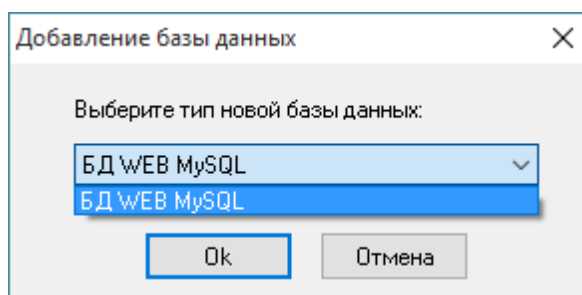 Добавление базы данных
Выберите тип новой базы данных:
БД WEB MySQL
БД WEB MySQL
Ok
Отмена